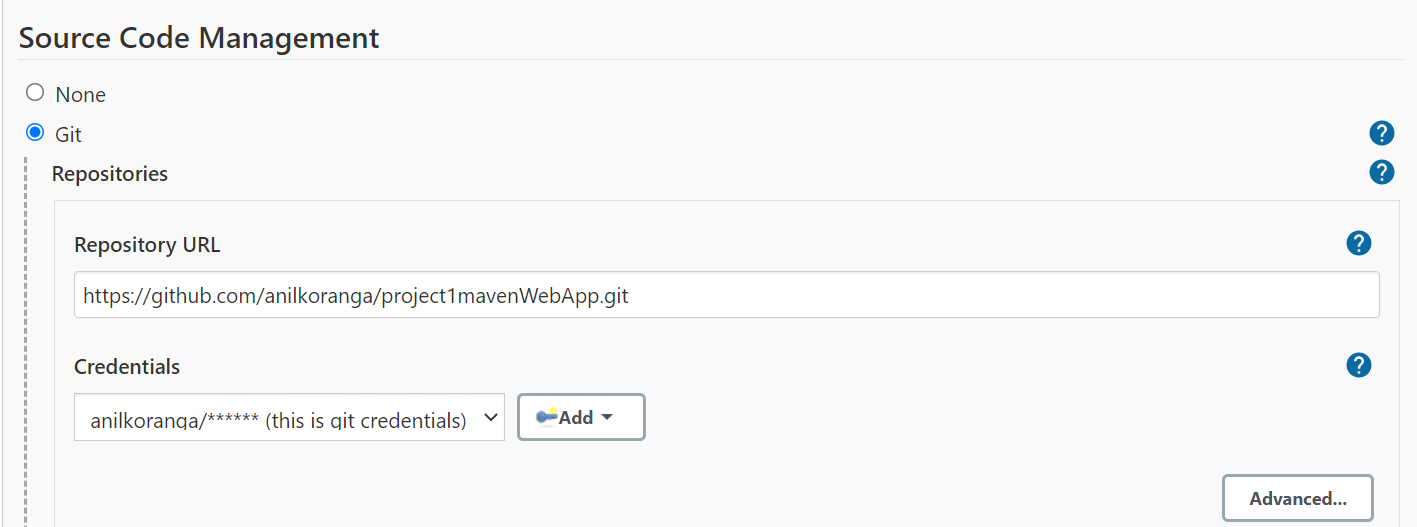 Source Code Management
None
Git
?
Repositories
?
Repository URL
?
https://github.com/anilkoranga/project1mavenWebApp.git
Credentials
?
anilkoranga/****** (this is git credentials)
Add
Advanced...